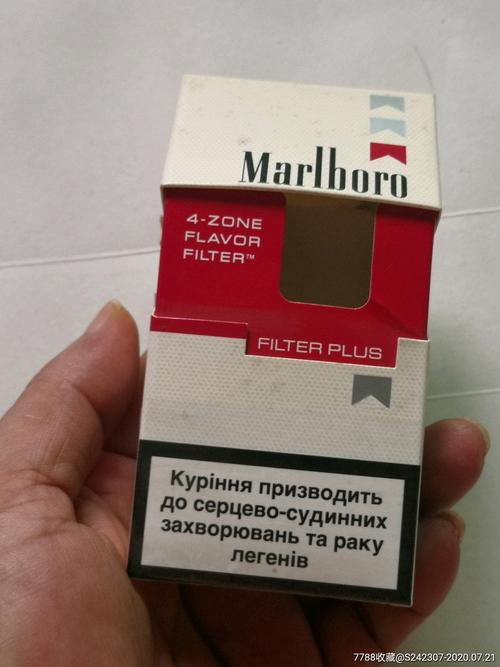 Marlboro
4-ZONE
FLAVOR
FILTER™
FILTER PLUS
Куріння призводить
до серцево-судинних
захворювань та раку
легенів
7788收藏@S242307-2020.07.21